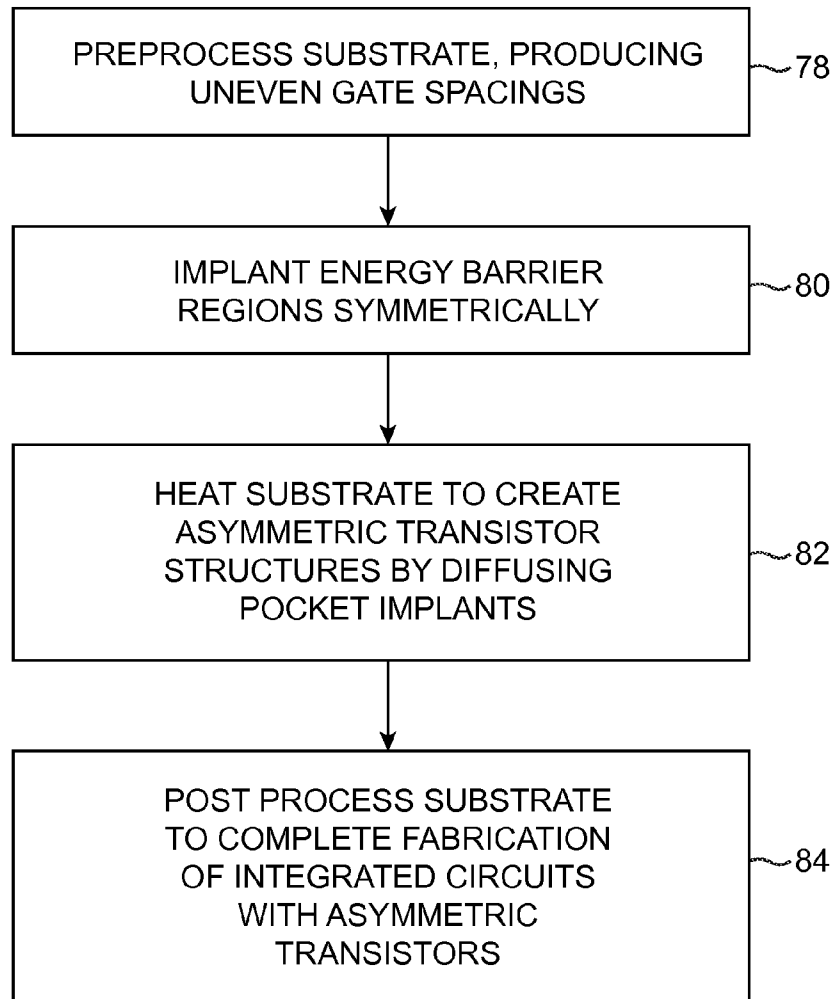 PREPROCESS SUBSTRATE, PRODUCING
UNEVEN GATE SPACINGS
78
IMPLANT ENERGY BARRIER
REGIONS SYMMETRICALLY
80
HEAT SUBSTRATE TO CREATE
ASYMMETRIC TRANSISTOR
STRUCTURES BY DIFFUSING
POCKET IMPLANTS
82
POST PROCESS SUBSTRATE
TO COMPLETE FABRICATION
OF INTEGRATED CIRCUITS
WITH ASYMMETRIC
TRANSISTORS
84